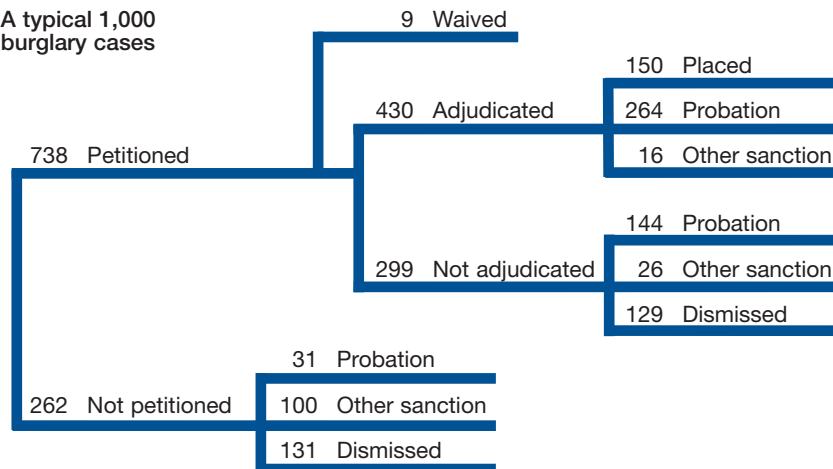 A typical 1,000
burglary cases
9 Waived
150 Placed
430 Adjudicated
264 Probation
738 Petitioned
16 Other sanction
144 Probation
299 Not adjudicated
26 Other sanction
129 Dismissed
31 Probation
262 Not petitioned
100 Other sanction
131 Dismissed